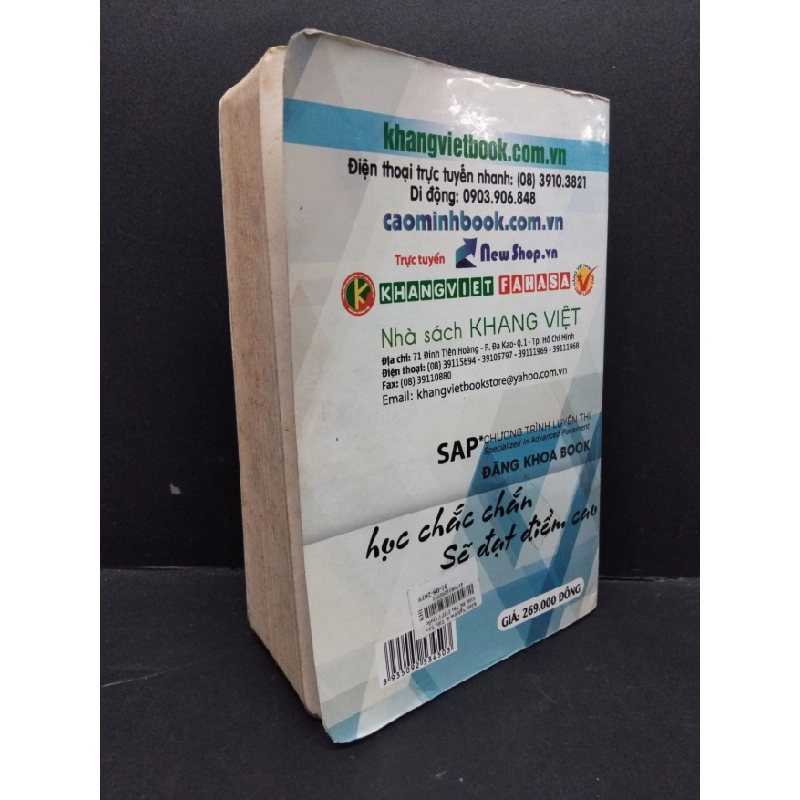 khangvietbook.com.vn
Điện thoại trực tuyến nhanh: (08) 3910.3821
Di động: 0903.906.848
caominhbook.com.vn
Trực tuyến NewShop.vn
K KHANGVIET FAHASA
Nhà sách KHANG VIỆT
Địa chỉ: 71 Đinh Tiên Hoàng - P. Đa Kao - Q.1 - Tp. Hồ Chí Minh
Điện thoại: (08) 39115694 - 39105797 - 39111969 - 39111968
Fax: (08) 39110880
Email: khangvietbookstore@yahoo.com.vn
SAP* CHƯƠNG TRÌNH LUYỆN THI
Specialized in Advanced Placement
ĐĂNG KHOA BOOK
học chắc chắn
Sẽ đạt điểm cao
GIÁ: 269.000 ĐỒNG